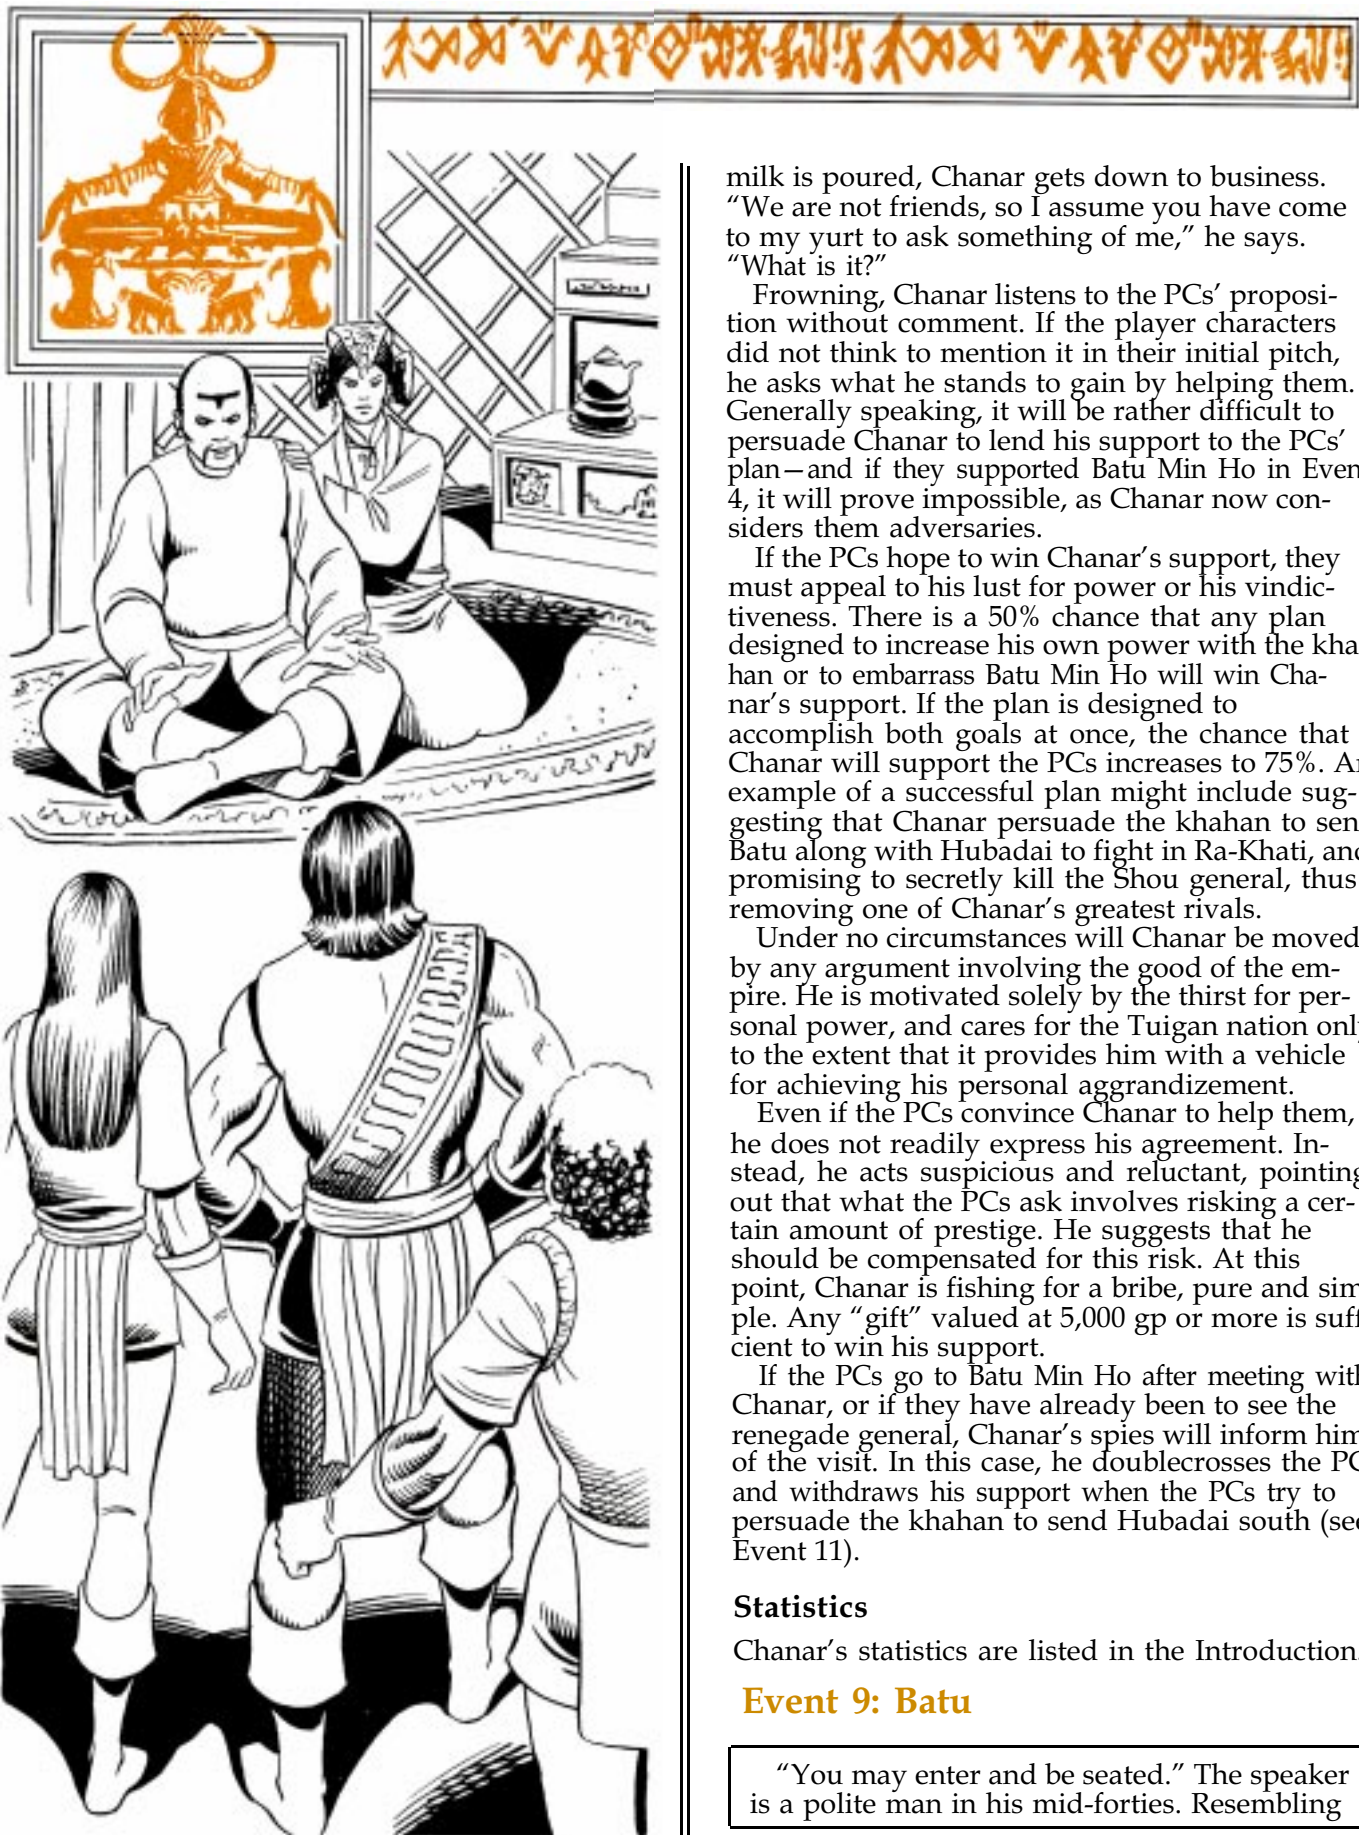 milk is poured, Chanar gets down to business.
“We are not friends, so I assume you have come
to my yurt to ask something of me,” he says.
“What is it?”
Frowning, Chanar listens to the PCs’ proposi-
tion without comment. If the player characters
did not think to mention it in their initial pitch,
he asks what he stands to gain by helping them.
Generally speaking, it will be rather difficult to
persuade Chanar to lend his support to the PCs’
plan—and if they supported Batu Min Ho in Even
4, it will prove impossible, as Chanar now con-
siders them adversaries.
If the PCs hope to win Chanar’s support, they
must appeal to his lust for power or his vindic-
tiveness. There is a 50% chance that any plan
designed to increase his own power with the kha
han or to embarrass Batu Min Ho will win Cha-
nar’s support. If the plan is designed to
accomplish both goals at once, the chance that
Chanar will support the PCs increases to 75%. An
example of a successful plan might include sug-
gesting that Chanar persuade the khahan to sen
Batu along with Hubadai to fight in Ra-Khati, and
promising to secretly kill the Shou general, thus
removing one of Chanar’s greatest rivals.
Under no circumstances will Chanar be moved
by any argument involving the good of the em-
pire. He is motivated solely by the thirst for per-
sonal power, and cares for the Tuigan nation only
to the extent that it provides him with a vehicle
for achieving his personal aggrandizement.
Even if the PCs convince Chanar to help them,
he does not readily express his agreement. In-
stead, he acts suspicious and reluctant, pointing
out that what the PCs ask involves risking a cer-
tain amount of prestige. He suggests that he
should be compensated for this risk. At this
point, Chanar is fishing for a bribe, pure and sim
ple. Any “gift” valued at 5,000 gp or more is suff
cient to win his support.
If the PCs go to Batu Min Ho after meeting with
Chanar, or if they have already been to see the
renegade general, Chanar’s spies will inform him
of the visit. In this case, he doublecrosses the PC
and withdraws his support when the PCs try to
persuade the khahan to send Hubadai south (see
Event 11).
Statistics
Chanar’s statistics are listed in the Introduction.
Event 9: Batu
“You may enter and be seated.” The speaker
is a polite man in his mid-forties. Resembling